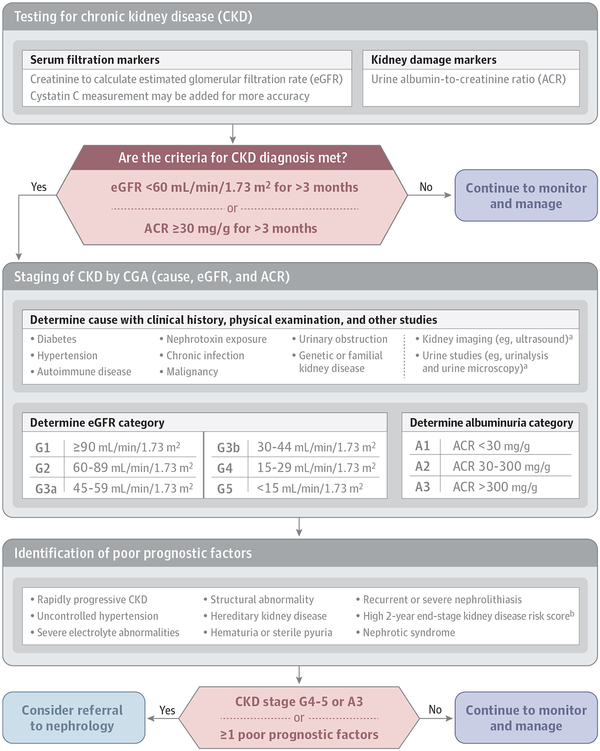 Testing for chronic kidney disease (CKD)
Serum filtration markers
Creatinine to calculate estimated glomerular filtration rate (eGFR)
Cystatin C measurement may be added for more accuracy
Kidney damage markers
Urine albumin-to-creatinine ratio (ACR)
Are the criteria for CKD diagnosis met?
eGFR <60 mL/min/1.73 m² for >3 months
or
ACR ≥30 mg/g for >3 months
Yes
No
Continue to monitor
and manage
Staging of CKD by CGA (cause, eGFR, and ACR)
Determine cause with clinical history, physical examination, and other studies
• Diabetes
• Hypertension
• Autoimmune disease
• Nephrotoxin exposure
• Chronic infection
• Malignancy
• Urinary obstruction
• Genetic or familial
kidney disease
• Kidney imaging (eg, ultrasound)ᵃ
• Urine studies (eg, urinalysis
and urine microscopy)ᵃ
Determine eGFR category
G1 ≥90 mL/min/1.73 m²
G2 60-89 mL/min/1.73 m²
G3a 45-59 mL/min/1.73 m²
G3b 30-44 mL/min/1.73 m²
G4 15-29 mL/min/1.73 m²
G5 <15 mL/min/1.73 m²
Determine albuminuria category
A1 ACR <30 mg/g
A2 ACR 30-300 mg/g
A3 ACR >300 mg/g
Identification of poor prognostic factors
• Rapidly progressive CKD
• Uncontrolled hypertension
• Severe electrolyte abnormalities
• Structural abnormality
• Hereditary kidney disease
• Hematuria or sterile pyuria
• Recurrent or severe nephrolithiasis
• High 2-year end-stage kidney disease risk scoreᵇ
• Nephrotic syndrome
CKD stage G4-5 or A3
or
≥1 poor prognostic factors
Yes
Consider referral
to nephrology
No
Continue to monitor
and manage